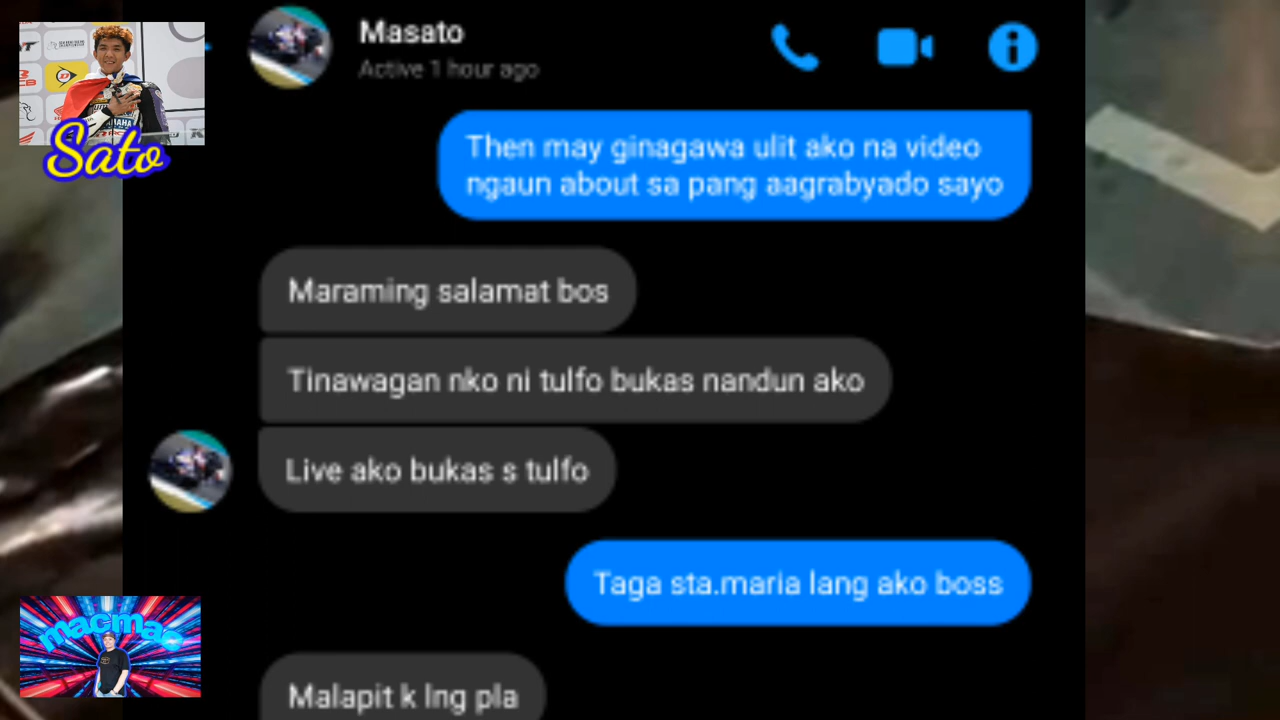 Masato
Active 1 hour ago
Sato
Then may ginagawa ulit ako na video
ngaun about sa pang aagrabyado sayo
Maraming salamat bos
Tinawagan nko ni tulfo bukas nandun ako
Live ako bukas s tulfo
Taga sta.maria lang ako boss
macmac
Malapit k lng pla